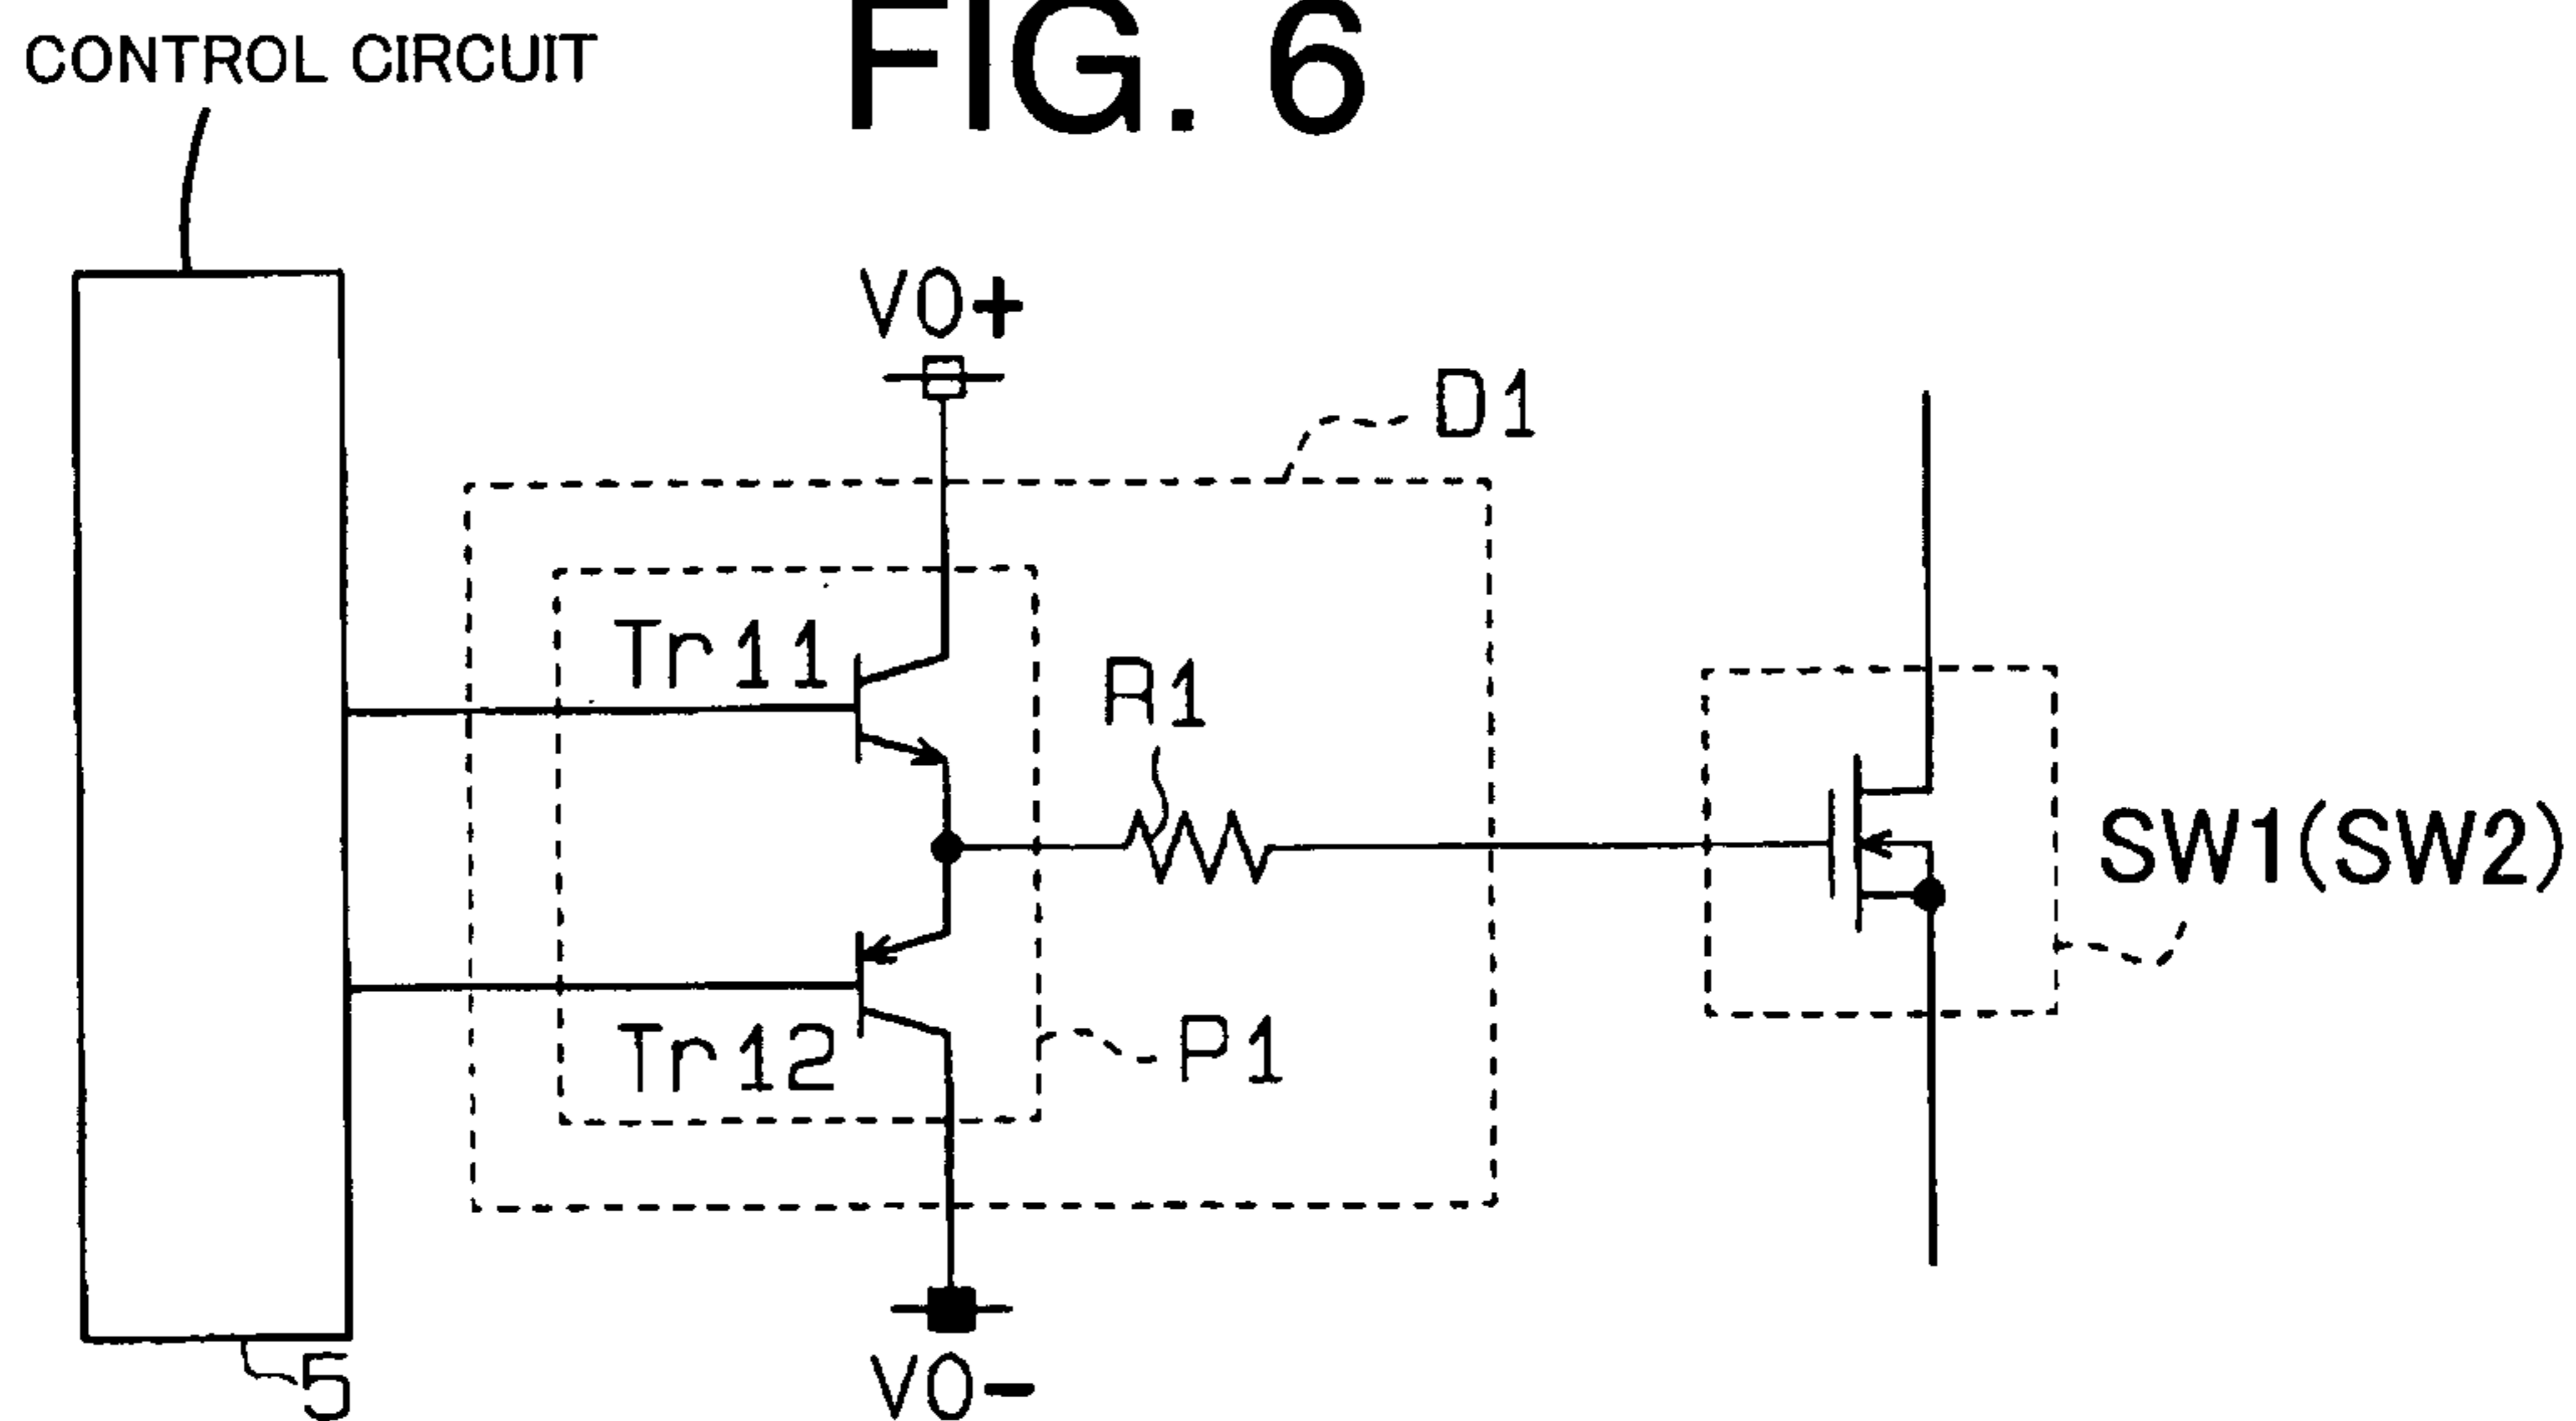 FIG. 6
CONTROL CIRCUIT
V0+
D1
Tr11
R1
SW1(SW2)
Tr12
P1
V0-
5